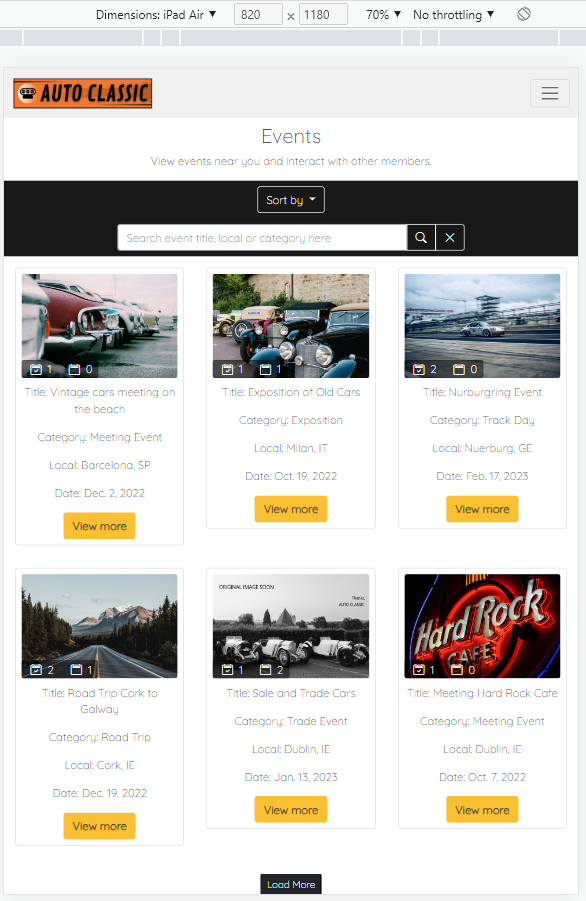 Dimensions: iPad Air ▼ 820 × 1180 70% ▼ No throttling ▼
AUTO CLASSIC
Events
View events near you and interact with other members.
Sort by
Search event title, local or category here
1 0
Title: Vintage cars meeting on
the beach
Category: Meeting Event
Local: Barcelona, SP
Date: Dec. 2, 2022
View more
1 1
Title: Exposition of Old Cars
Category: Exposition
Local: Milan, IT
Date: Oct. 19, 2022
View more
2 0
Title: Nurburgring Event
Category: Track Day
Local: Nuerburg, GE
Date: Feb. 17, 2023
View more
2 1
Title: Road Trip Cork to
Galway
Category: Road Trip
Local: Cork, IE
Date: Dec. 19, 2022
View more
ORIGINAL IMAGE SOON
Thanks,
AUTO CLASSIC
1 2
Title: Sale and Trade Cars
Category: Trade Event
Local: Dublin, IE
Date: Jan. 13, 2023
View more
Hard Rock
CAFE
1 0
Title: Meeting Hard Rock Cafe
Category: Meeting Event
Local: Dublin, IE
Date: Oct. 7, 2022
View more
Load More